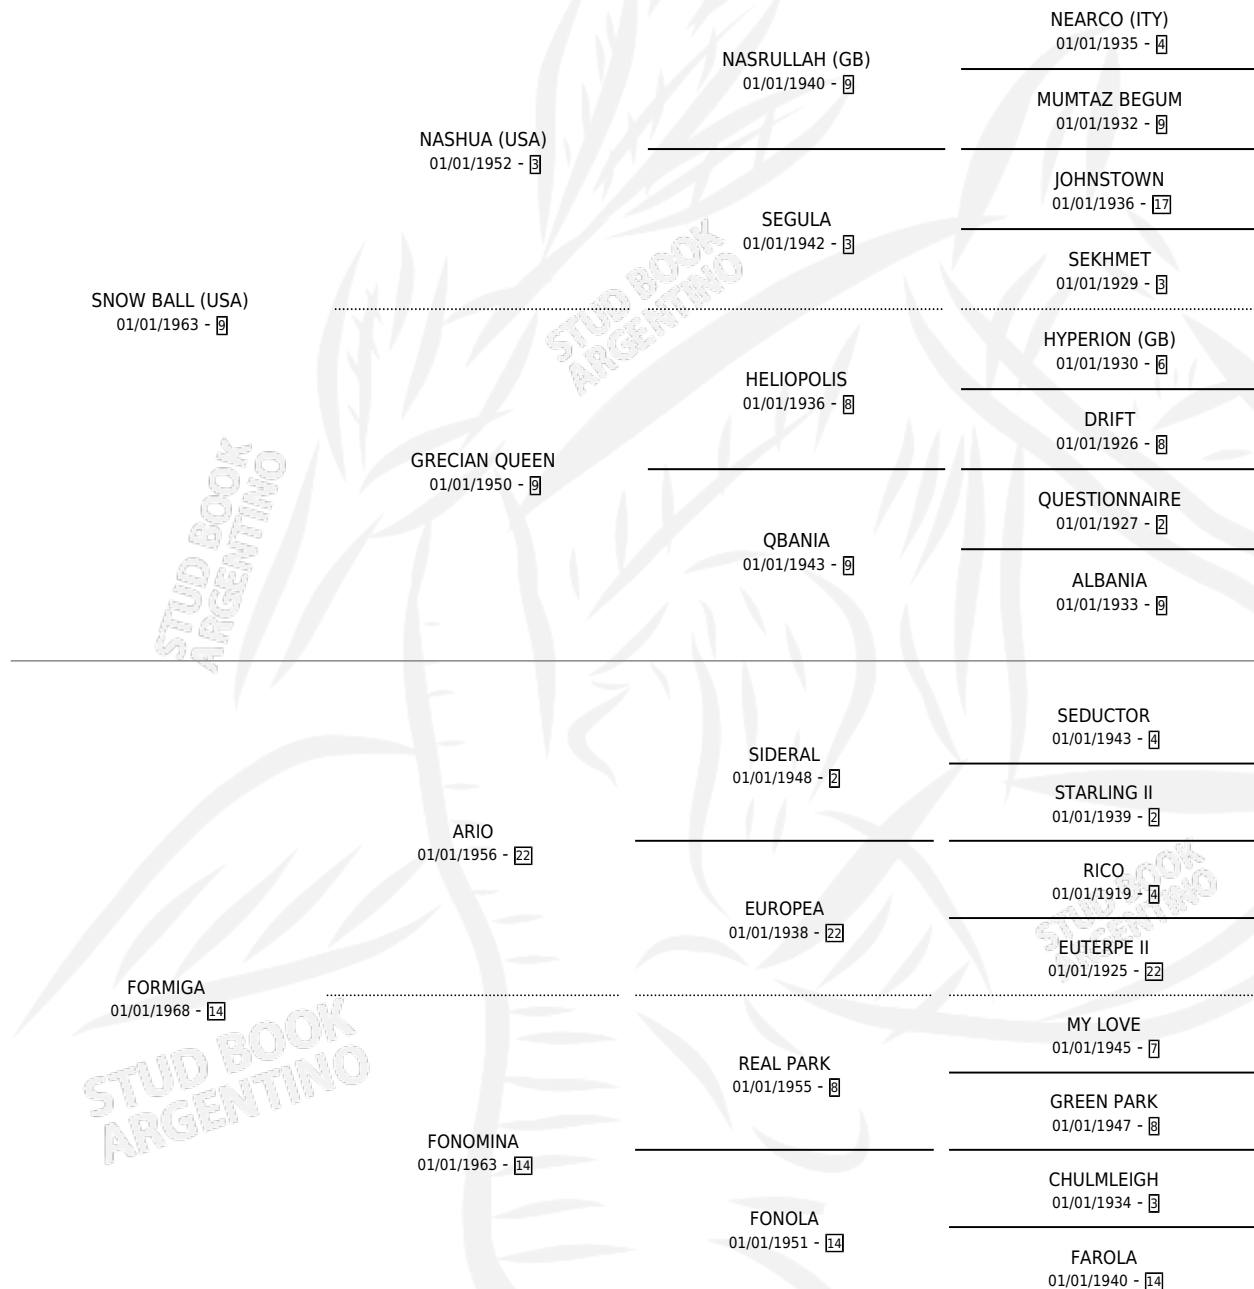 NEARCO (ITY)
01/01/1935 - 4
NASRULLAH (GB)
01/01/1940 - 9
MUMTAZ BEGUM
01/01/1932 - 9
NASHUA (USA)
01/01/1952 - 3
JOHNSTOWN
01/01/1936 - 17
SEGULA
01/01/1942 - 3
SEKHMET
01/01/1929 - 3
SNOW BALL (USA)
01/01/1963 - 9
HYPERION (GB)
01/01/1930 - 6
HELIOPOLIS
01/01/1936 - 8
DRIFT
01/01/1926 - 8
GRECIAN QUEEN
01/01/1950 - 9
QUESTIONNAIRE
01/01/1927 - 2
QBANIA
01/01/1943 - 9
ALBANIA
01/01/1933 - 9
SEDUCTOR
01/01/1943 - 4
SIDERAL
01/01/1948 - 2
STARLING II
01/01/1939 - 2
ARIO
01/01/1956 - 22
RICO
01/01/1919 - 4
EUROPEA
01/01/1938 - 22
EUTERPE II
01/01/1925 - 22
FORMIGA
01/01/1968 - 14
MY LOVE
01/01/1945 - 7
REAL PARK
01/01/1955 - 8
GREEN PARK
01/01/1947 - 8
FONOMINA
01/01/1963 - 14
CHULMLEIGH
01/01/1934 - 3
FONOLA
01/01/1951 - 14
FAROLA
01/01/1940 - 14
STUD BOOK
ARGENTINO
STUD BOOK
ARGENTINO
STUD BOOK
ARGENTINO
STUD BOOK
ARGENTINO